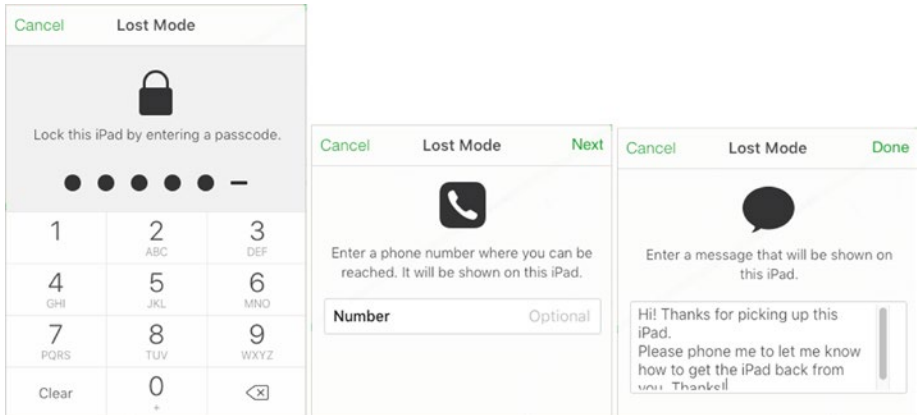 Cancel Lost Mode
Lock this iPad by entering a passcode.
1 2 3
ABC DEF
4 5 6
GHI JKL MNO
7 8 9
PQRS TUV WXYZ
Clear 0
+
Cancel Lost Mode Next
Enter a phone number where you can be
reached. It will be shown on this iPad.
Number Optional
Cancel Lost Mode Done
Enter a message that will be shown on
this iPad.
Hi! Thanks for picking up this
iPad.
Please phone me to let me know
how to get the iPad back from
you. Thanks!